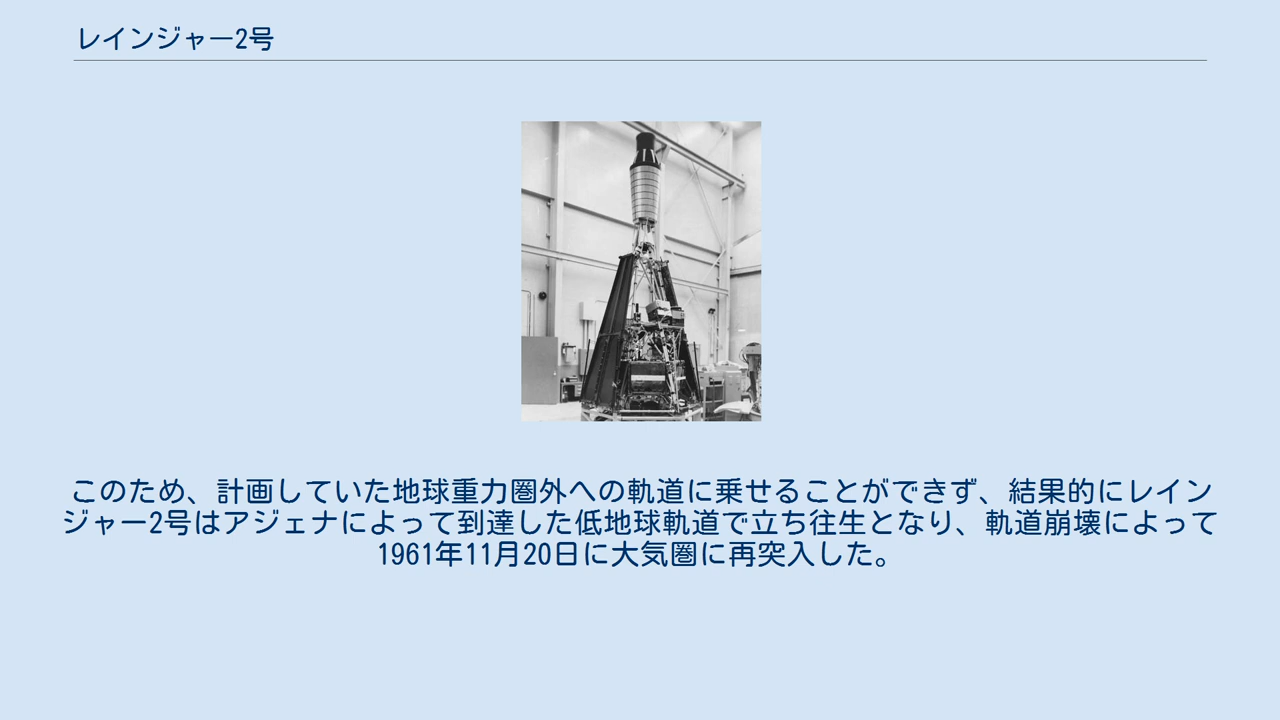 レインジャー2号
このため、計画していた地球重力圏外への軌道に乗せることができず、結果的にレイン
ジャー2号はアジェナによって到達した低地球軌道で立ち往生となり、軌道崩壊によって
1961年11月20日に大気圏に再突入した。